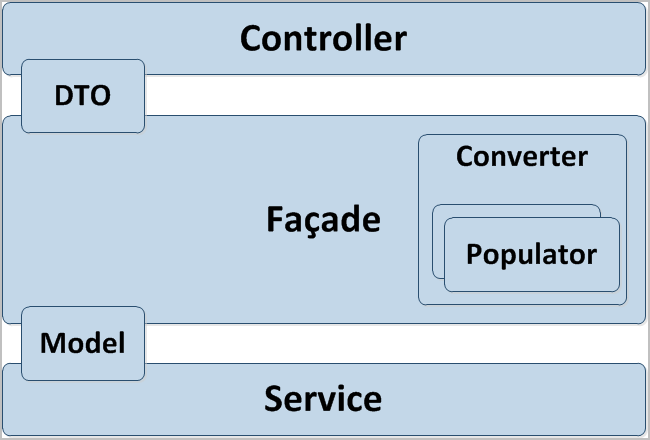 Controller
DTO
Converter
Façade
Populator
Model
Service